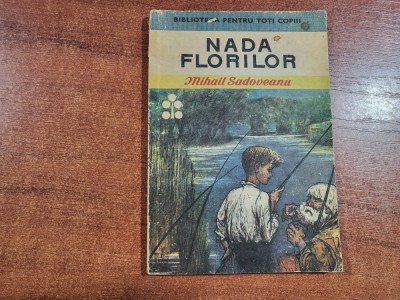 BIBLIOTECA PENTRU TOȚI COPIII
NADA
FLORILOR
Mihail Sadoveanu